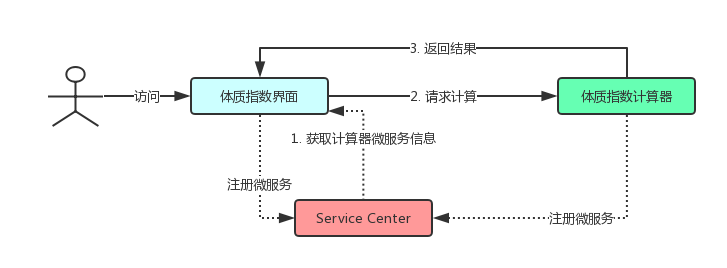 3. 返回结果
访问
体质指数界面
2. 请求计算
体质指数计算器
1. 获取计算器微服务信息
注册微服务
Service Center
注册微服务